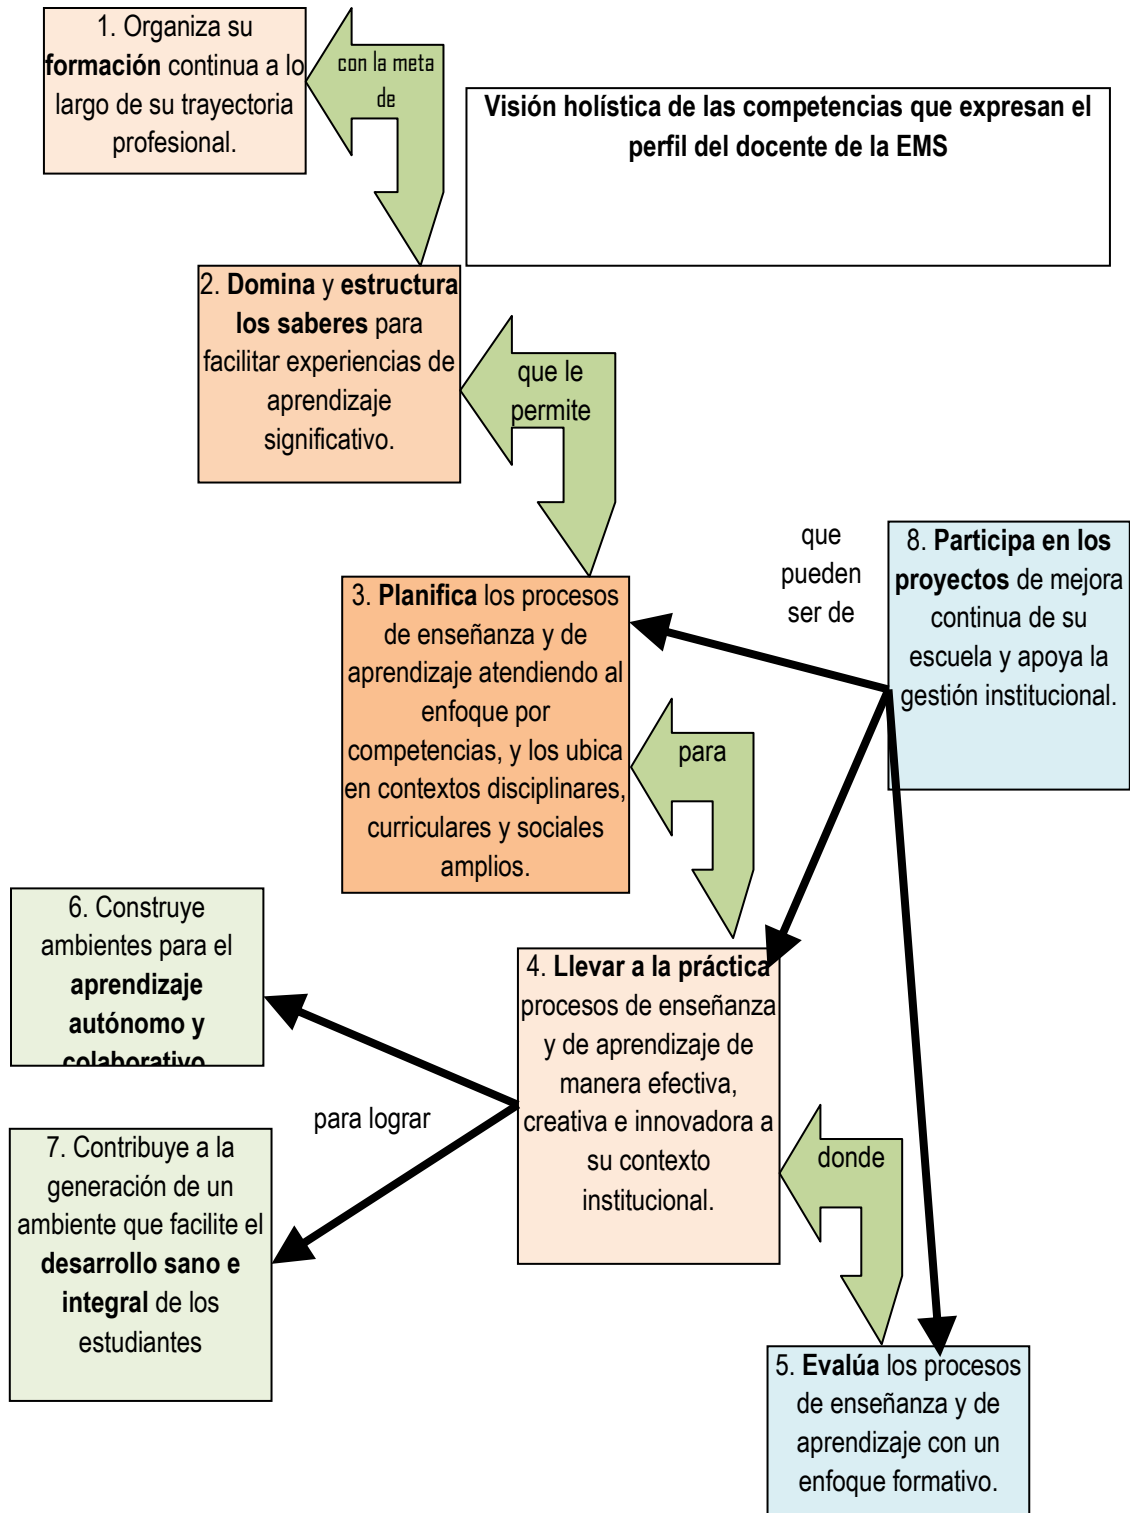 1. Organiza su
formación continua a lo
largo de su trayectoria
profesional.
con la meta
de
Visión holística de las competencias que expresan el
perfil del docente de la EMS
2. Domina y estructura
los saberes para
facilitar experiencias de
aprendizaje
significativo.
que le
permite
3. Planifica los procesos
de enseñanza y de
aprendizaje atendiendo al
enfoque por
competencias, y los ubica
en contextos disciplinares,
curriculares y sociales
amplios.
que
pueden
ser de
8. Participa en los
proyectos de mejora
continua de su
escuela y apoya la
gestión institucional.
para
4. Llevar a la práctica
procesos de enseñanza
y de aprendizaje de
manera efectiva,
creativa e innovadora a
su contexto
institucional.
6. Construye
ambientes para el
aprendizaje
autónomo y
colaborativo
para lograr
7. Contribuye a la
generación de un
ambiente que facilite el
desarrollo sano e
integral de los
estudiantes
donde
5. Evalúa los procesos
de enseñanza y de
aprendizaje con un
enfoque formativo.